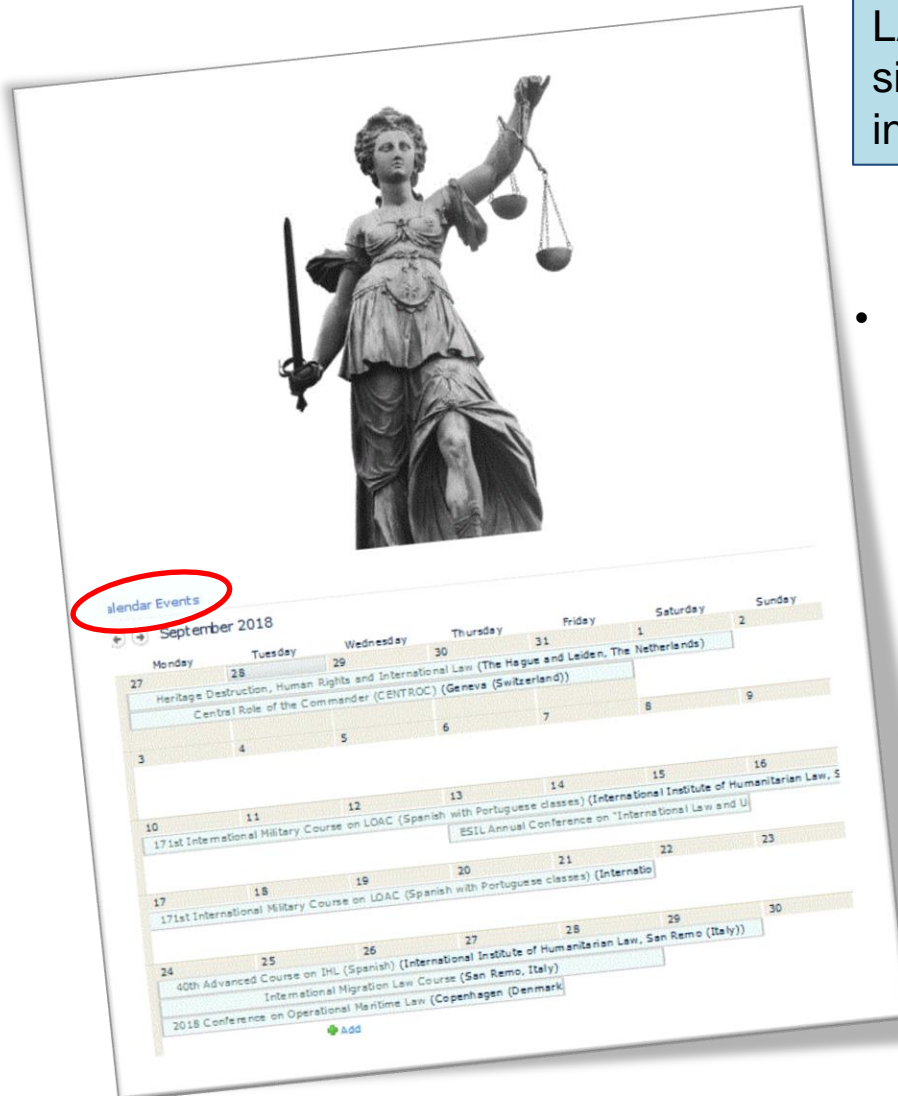 alendar Events
September 2018
Monday Tuesday Wednesday Thursday Friday Saturday Sunday
27 28 29 30 31 1 2
Heritage Destruction, Human Rights and International Law (The Hague and Leiden, The Netherlands)
Central Role of the Commander (CENTROC) (Geneva (Switzerland))
3 4 5 6 7 8 9
10 11 12 13 14 15 16
171st International Military Course on LOAC (Spanish with Portuguese classes) (International Institute of Humanitarian Law, S
ESIL Annual Conference on "International Law and U
17 18 19 20 21 22 23
171st International Military Course on LOAC (Spanish with Portuguese classes) (Internatio
24 25 26 27 28 29 30
40th Advanced Course on IHL (Spanish) (International Institute of Humanitarian Law, San Remo (Italy))
International Migration Law Course (San Remo, Italy)
2018 Conference on Operational Maritime Law (Copenhagen (Denmark
Add
si
in
•